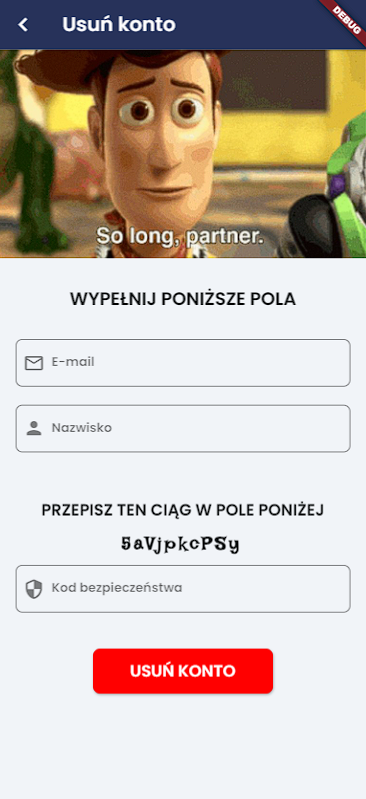 Usuń konto
DEBUG
So long, partner.
WYPEŁNIJ PONIŻSZE POLA
E-mail
Nazwisko
PRZEPISZ TEN CIĄG W POLE PONIŻEJ
5aVjpkcPSy
Kod bezpieczeństwa
USUŃ KONTO